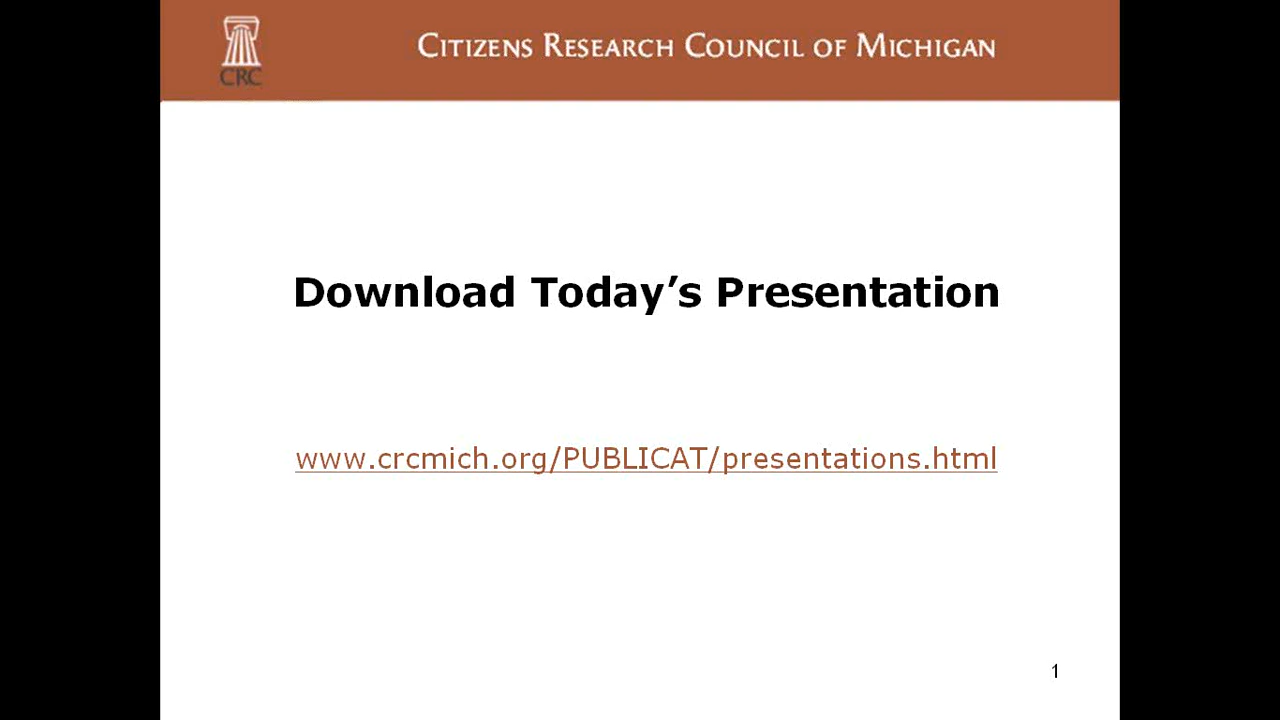 CRC
CITIZENS RESEARCH COUNCIL OF MICHIGAN
Download Today’s Presentation
www.crcmich.org/PUBLICAT/presentations.html
1